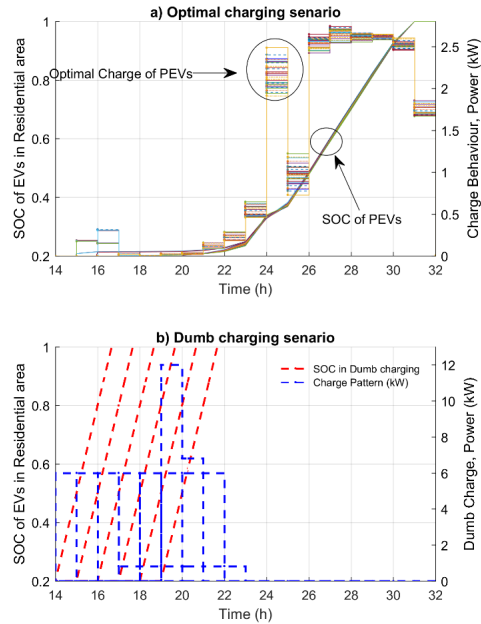 a) Optimal charging senario
SOC of EVs in Residential area
Charge Behaviour, Power (kW)
1
0.8
0.6
0.4
0.2
2.5
2
1.5
1
0.5
0
Optimal Charge of PEVs
SOC of PEVs
14 16 18 20 22 24 26 28 30 32
Time (h)
b) Dumb charging senario
SOC of EVs in Residential area
Dumb Charge, Power (kW)
1
0.8
0.6
0.4
0.2
12
10
8
6
4
2
0
SOC in Dumb charging
Charge Pattern (kW)
14 16 18 20 22 24 26 28 30 32
Time (h)